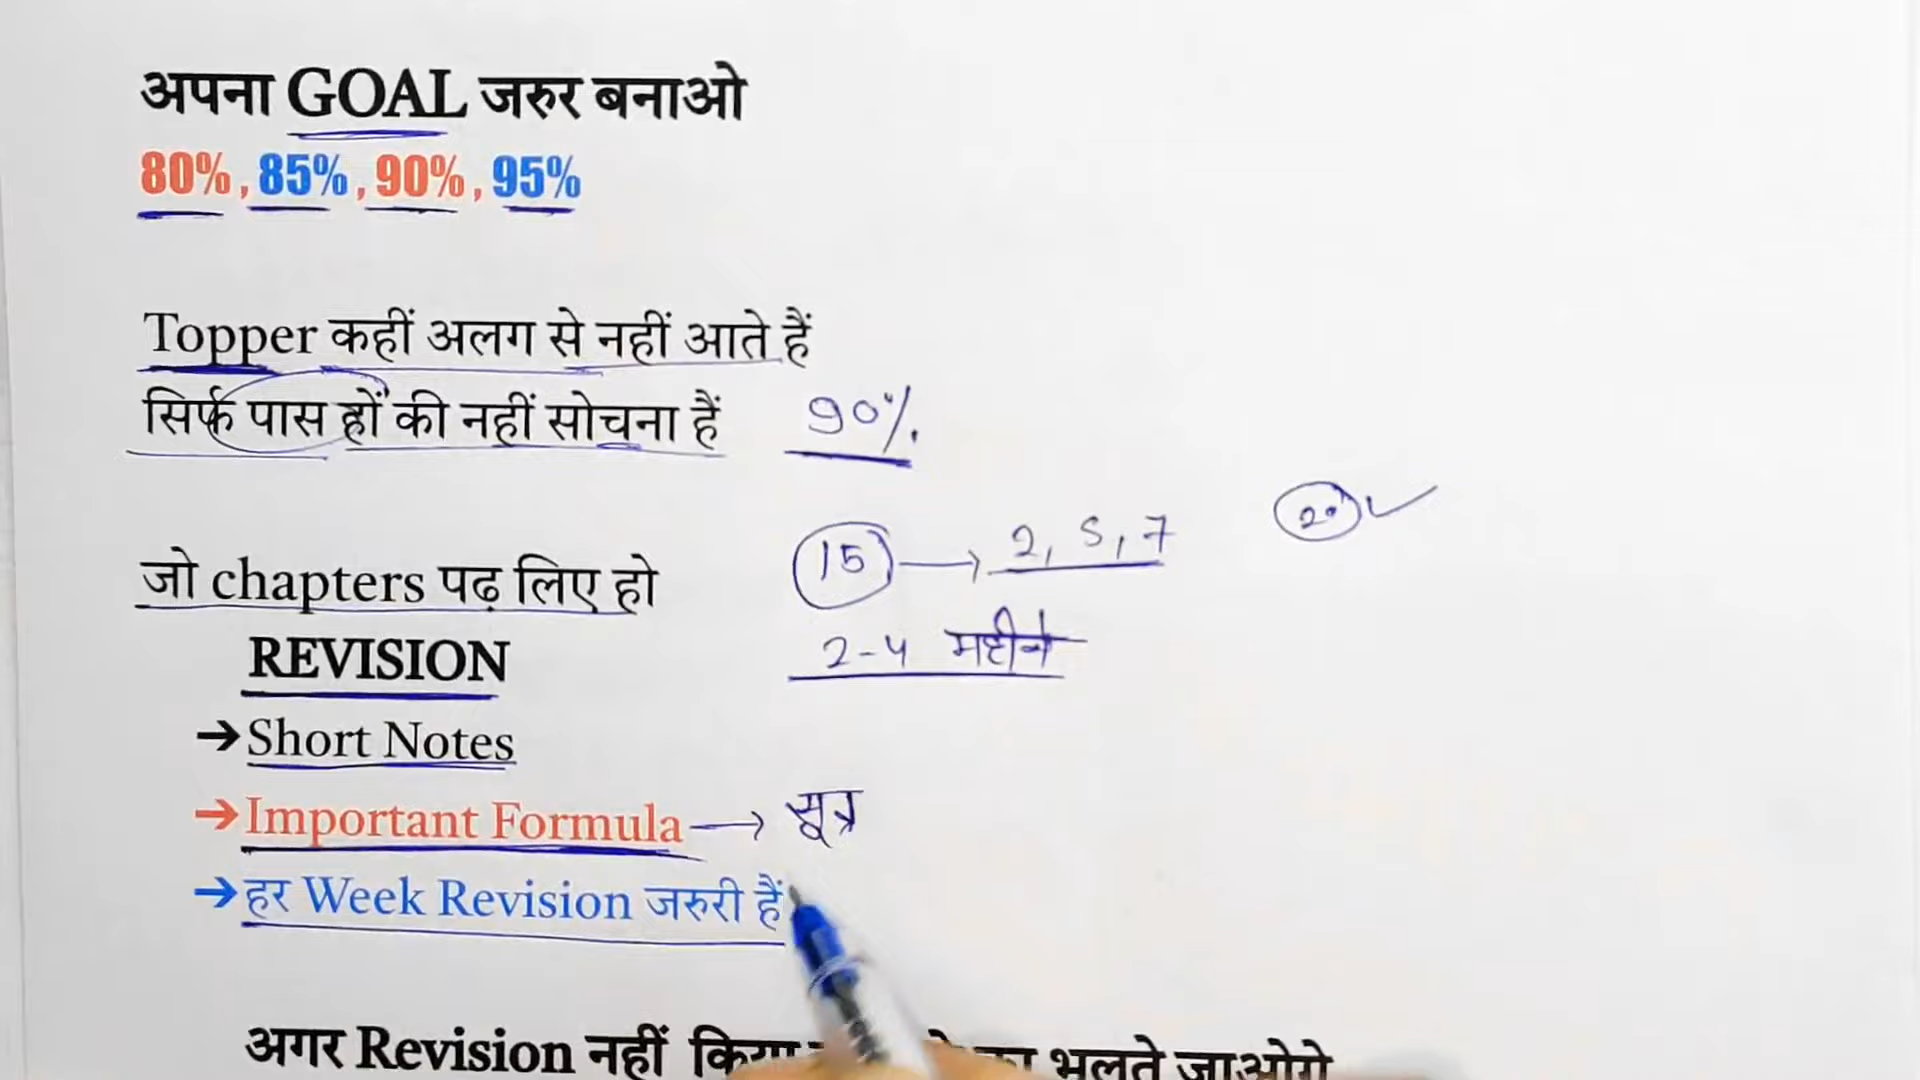 अपना GOAL जरुर बनाओ
80%, 85%, 90%, 95%
Topper कहीं अलग से नहीं आते हैं
सिर्फ पास हों की नहीं सोचना हैं 90%.
20
15 → 2, 5, 7
जो chapters पढ़ लिए हो
2-4 महीने
REVISION
→ Short Notes
→ Important Formula → सूत्र
→ हर Week Revision जरुरी हैं
अगर Revision नहीं किया भूलते जाओगे